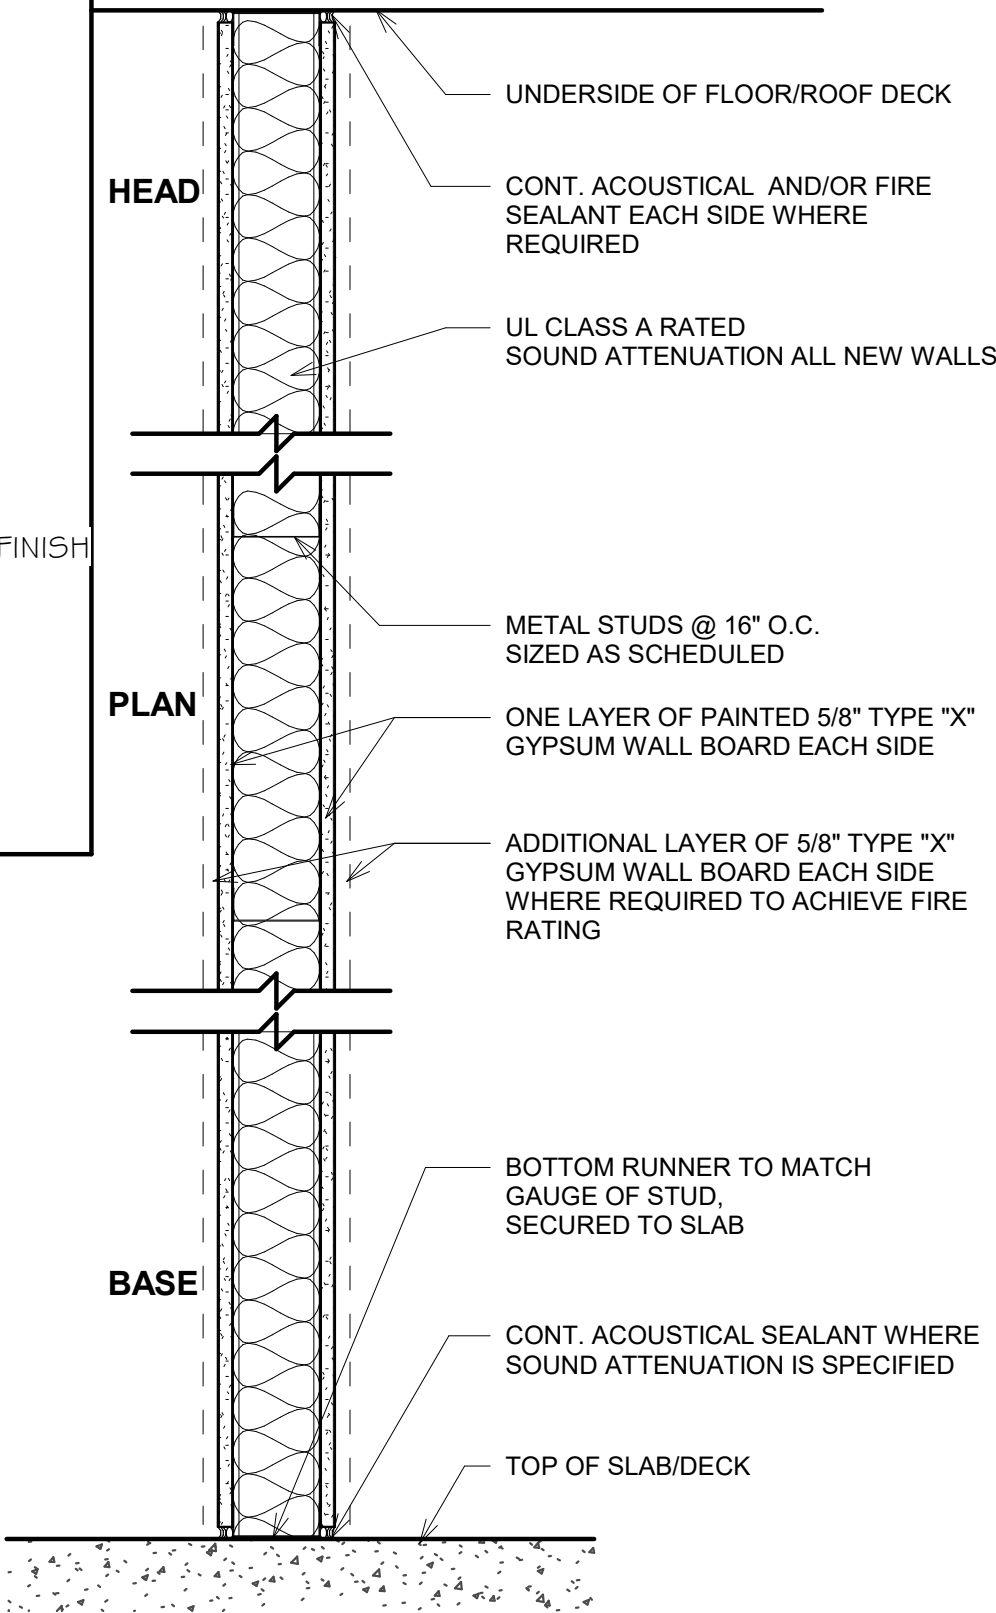 UNDERSIDE OF FLOOR/ROOF DECK
HEAD
CONT. ACOUSTICAL AND/OR FIRE
SEALANT EACH SIDE WHERE
REQUIRED
UL CLASS A RATED
SOUND ATTENUATION ALL NEW WALLS
FINISH
METAL STUDS @ 16" O.C.
SIZED AS SCHEDULED
PLAN
ONE LAYER OF PAINTED 5/8" TYPE "X"
GYPSUM WALL BOARD EACH SIDE
ADDITIONAL LAYER OF 5/8" TYPE "X"
GYPSUM WALL BOARD EACH SIDE
WHERE REQUIRED TO ACHIEVE FIRE
RATING
BOTTOM RUNNER TO MATCH
GAUGE OF STUD,
SECURED TO SLAB
BASE
CONT. ACOUSTICAL SEALANT WHERE
SOUND ATTENUATION IS SPECIFIED
TOP OF SLAB/DECK